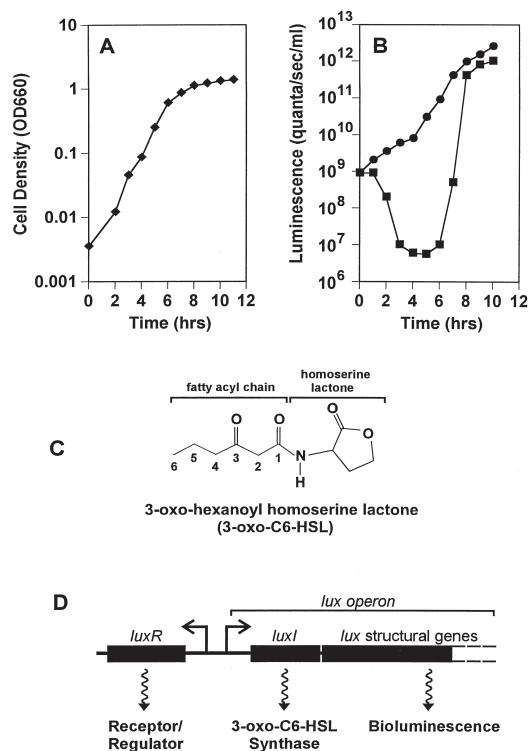 A
Cell Density (OD660)
10
1
0.1
0.01
0.001
0 2 4 6 8 10 12
Time (hrs)
B
Luminescence (quanta/sec/ml)
10^13
10^12
10^11
10^10
10^9
10^8
10^7
10^6
0 2 4 6 8 10 12
Time (hrs)
C
fatty acyl chain
homoserine
lactone
O O O O
6 5 4 3 2 1 N
H
3-oxo-hexanoyl homoserine lactone
(3-oxo-C6-HSL)
D
lux operon
luxR luxI lux structural genes
Receptor/
Regulator
3-oxo-C6-HSL
Synthase
Bioluminescence